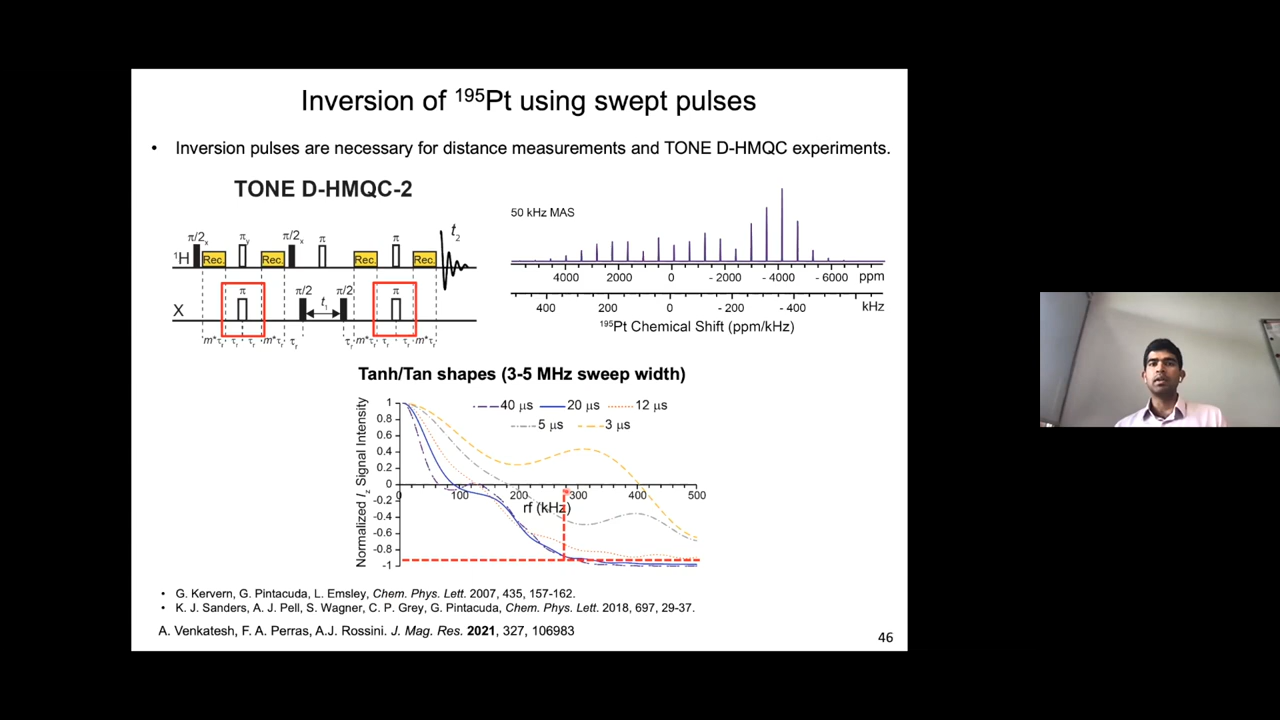 Inversion of ¹⁹⁵Pt using swept pulses
• Inversion pulses are necessary for distance measurements and TONE D-HMQC experiments.
TONE D-HMQC-2
π/2x πy π/2x π π t₂
¹H Rec. Rec. Rec. Rec.
X π π/2 t₁ π/2 π
m*τr τr τr m*τr τr τr m*τr τr τr m*τr
50 kHz MAS
4000 2000 0 - 2000 - 4000 - 6000 ppm
400 200 0 - 200 - 400 kHz
¹⁹⁵Pt Chemical Shift (ppm/kHz)
Tanh/Tan shapes (3-5 MHz sweep width)
40 μs 20 μs 12 μs
5 μs 3 μs
Normalized Iz Signal Intensity
1
0.8
0.6
0.4
0.2
0
-0.2
-0.4
-0.6
-0.8
-1
0 100 200 300 400 500
rf (kHz)
• G. Kervern, G. Pintacuda, L. Emsley, Chem. Phys. Lett. 2007, 435, 157-162.
• K. J. Sanders, A. J. Pell, S. Wagner, C. P. Grey, G. Pintacuda, Chem. Phys. Lett. 2018, 697, 29-37.
A. Venkatesh, F. A. Perras, A.J. Rossini. J. Mag. Res. 2021, 327, 106983
46